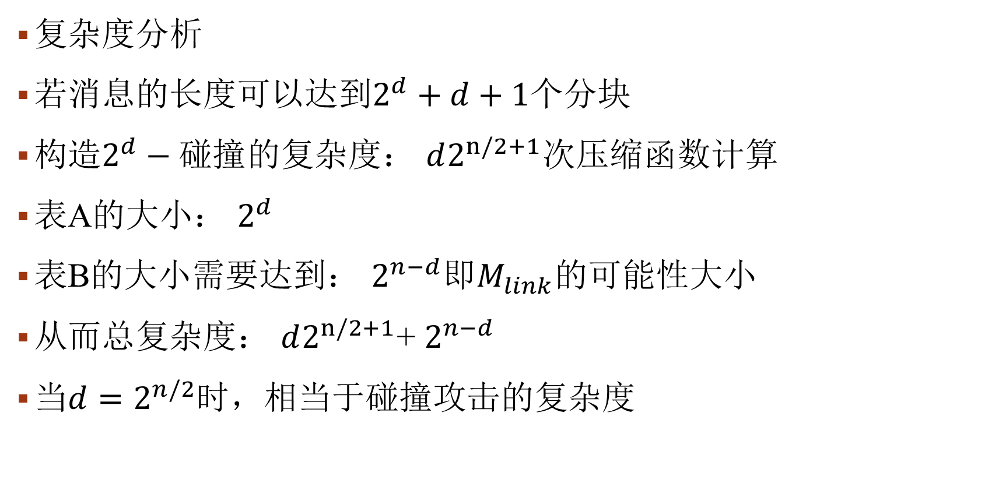 ▪复杂度分析
▪若消息的长度可以达到$2^d + d + 1$个分块
▪构造$2^d −$碰撞的复杂度： $d2^{n/2+1}$次压缩函数计算
▪表A的大小： $2^d$
▪表B的大小需要达到： $2^{n−d}$即$M_{link}$的可能性大小
▪从而总复杂度： $d2^{n/2+1}+ 2^{n−d}$
▪当$d = 2^{n/2}$时，相当于碰撞攻击的复杂度